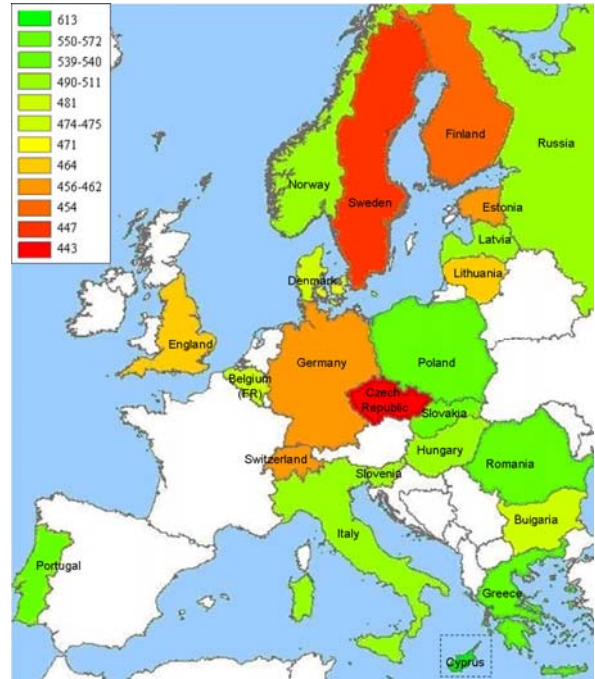 613
550-572
539-540
490-511
481
474-475
471
464
456-462
454
447
443
Finland
Russia
Norway
Sweden
Estonia
Latvia
Denmark
Lithuania
England
Germany
Poland
Belgium
(FR)
Czech
Republic
Slovakia
Hungary
Switzerland
Slovenia
Romania
Italy
Bulgaria
Portugal
Greece
Cyprus